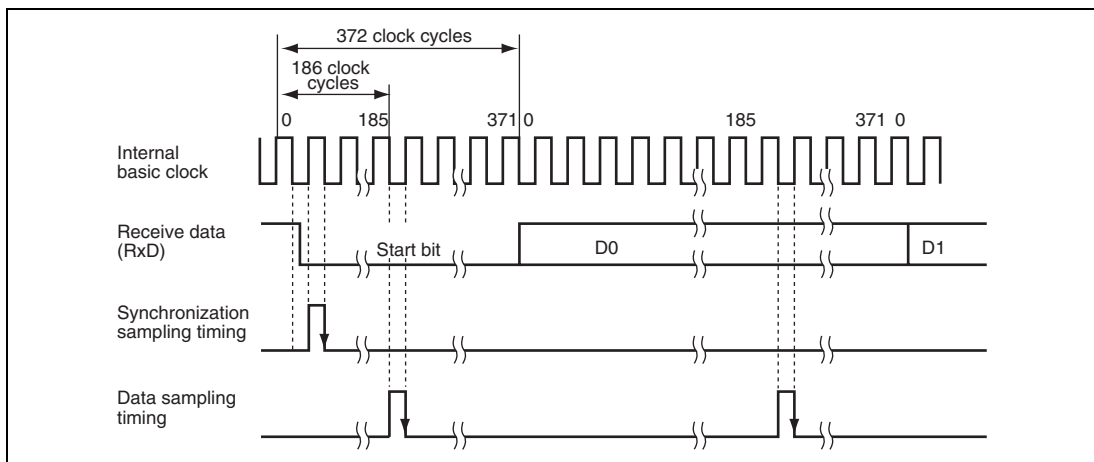 372 clock cycles
186 clock
cycles
0 185 371 0 185 371 0
Internal
basic clock
Receive data
(RxD)
Start bit D0 D1
Synchronization
sampling timing
Data sampling
timing